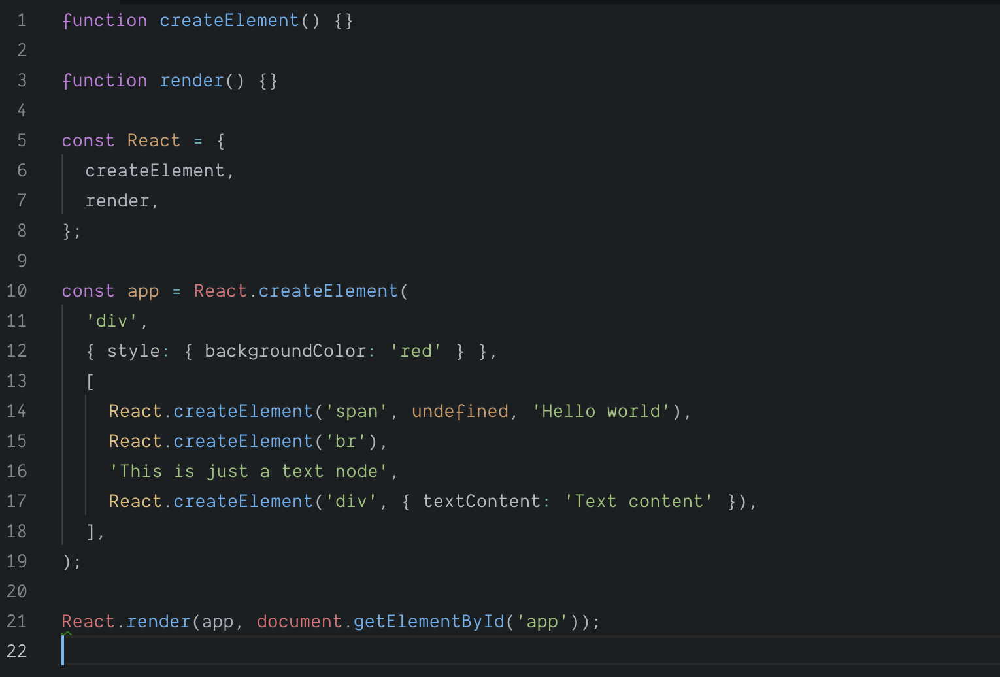 1 function createElement() {}
2
3 function render() {}
4
5 const React = {
6 createElement,
7 render,
8 };
9
10 const app = React.createElement(
11 'div',
12 { style: { backgroundColor: 'red' } },
13 [
14 React.createElement('span', undefined, 'Hello world'),
15 React.createElement('br'),
16 'This is just a text node',
17 React.createElement('div', { textContent: 'Text content' }),
18 ],
19 );
20
21 React.render(app, document.getElementById('app'));
22